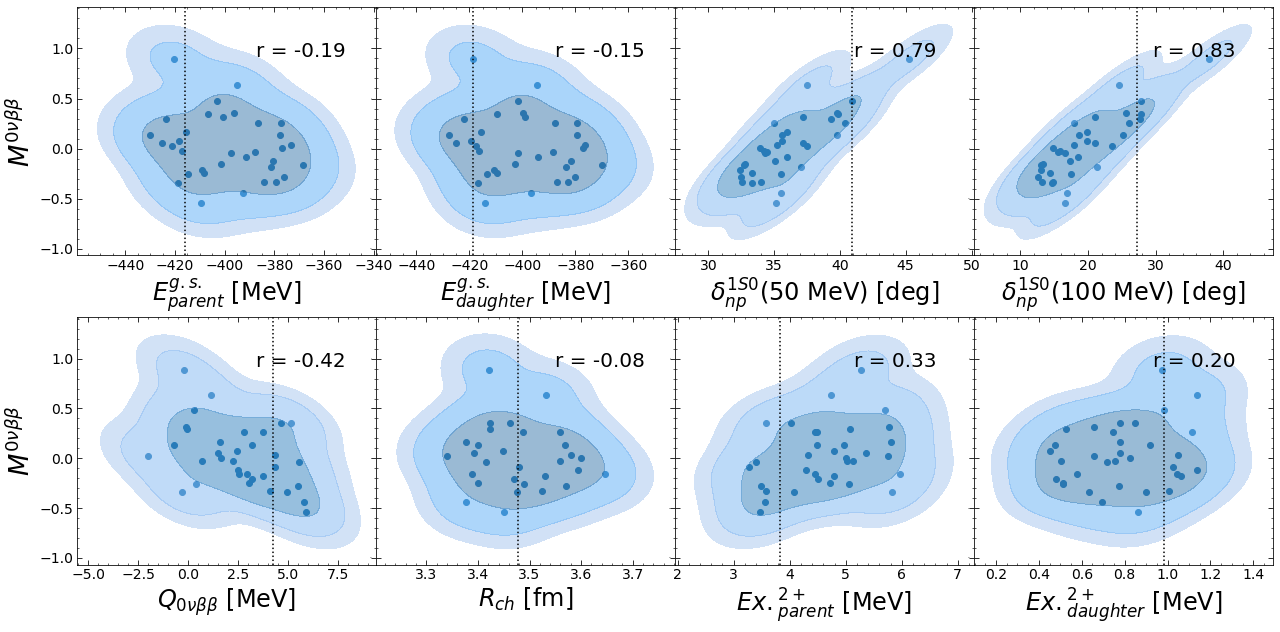 r = -0.19 r = -0.15 r = 0.79 r = 0.83
1.0
0.5
0.0
−0.5
−1.0
M^{0νββ}
−440 −420 −400 −380 −360 −340 −440 −420 −400 −380 −360 30 35 40 45 50 10 20 30 40
E^{g.s.}_{parent} [MeV] E^{g.s.}_{daughter} [MeV] δ^{1S0}_{np}(50 MeV) [deg] δ^{1S0}_{np}(100 MeV) [deg]
r = -0.42 r = -0.08 r = 0.33 r = 0.20
1.0
0.5
0.0
−0.5
−1.0
M^{0νββ}
−5.0 −2.5 0.0 2.5 5.0 7.5 3.3 3.4 3.5 3.6 3.7 2 3 4 5 6 7 0.2 0.4 0.6 0.8 1.0 1.2 1.4
Q_{0νββ} [MeV] R_{ch} [fm] Ex.^{2+}_{parent} [MeV] Ex.^{2+}_{daughter} [MeV]